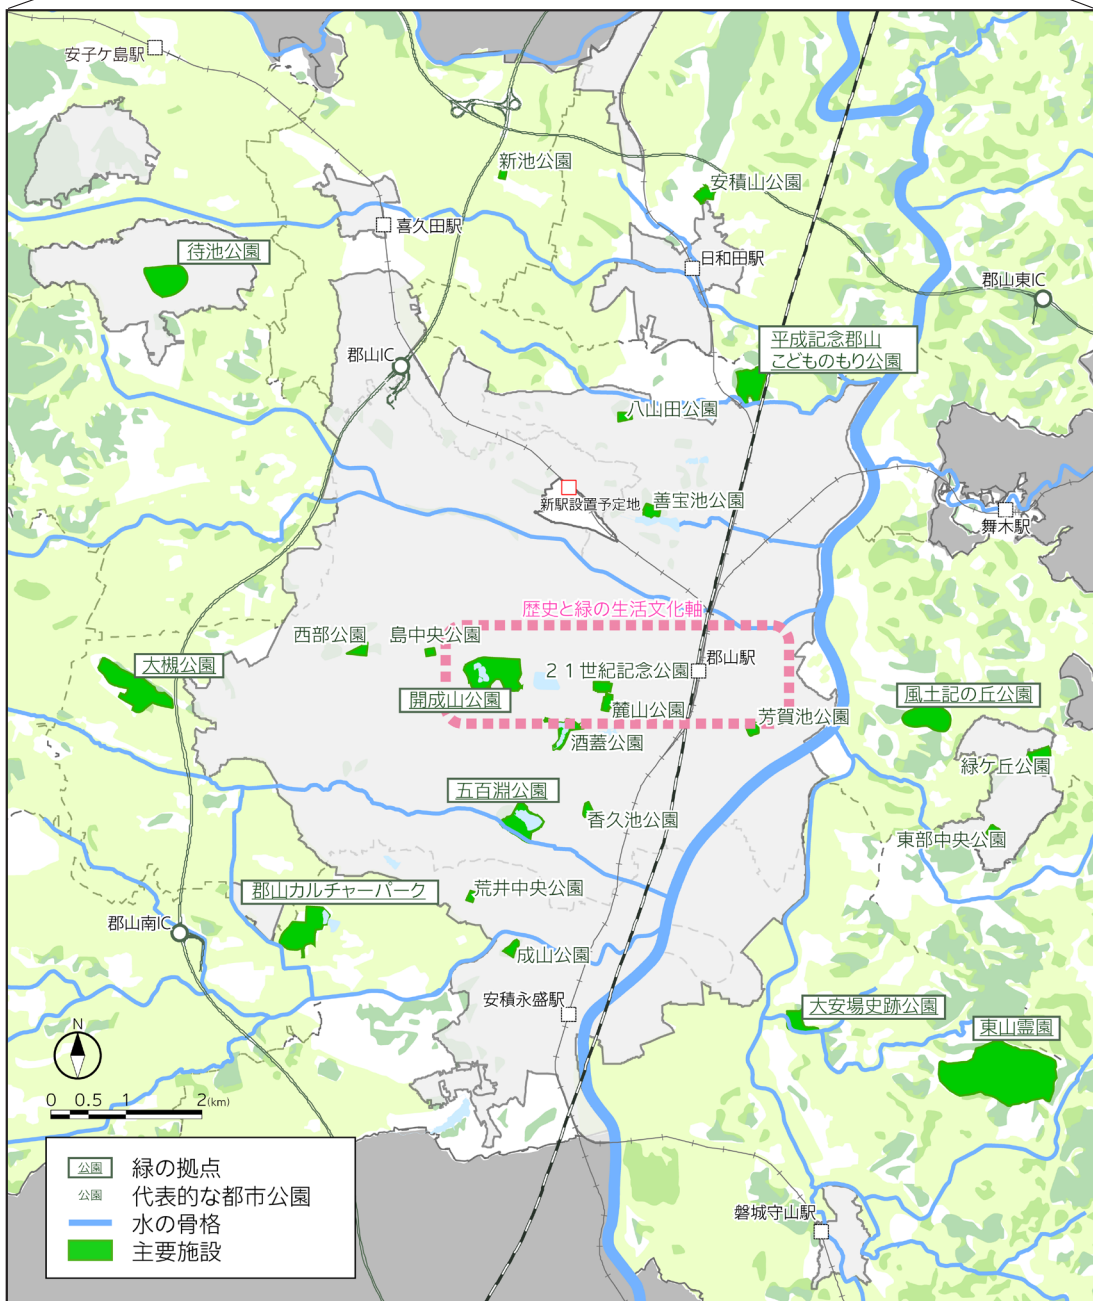 安子ケ島駅
新池公園
安積山公園
喜久田駅
待池公園
日和田駅
郡山東IC
平成記念郡山
こどものもり公園
郡山IC
八山田公園
新駅設置予定地
善宝池公園
舞木駅
歴史と緑の生活文化軸
西部公園
島中央公園
大槻公園
２１世紀記念公園
郡山駅
開成山公園
麓山公園
風土記の丘公園
芳賀池公園
酒蓋公園
緑ケ丘公園
五百淵公園
香久池公園
東部中央公園
郡山カルチャーパーク
荒井中央公園
郡山南IC
成山公園
安積永盛駅
大安場史跡公園
東山霊園
N
0 0.5 1 2(km)
公園 緑の拠点
公園 代表的な都市公園
水の骨格
主要施設
磐城守山駅